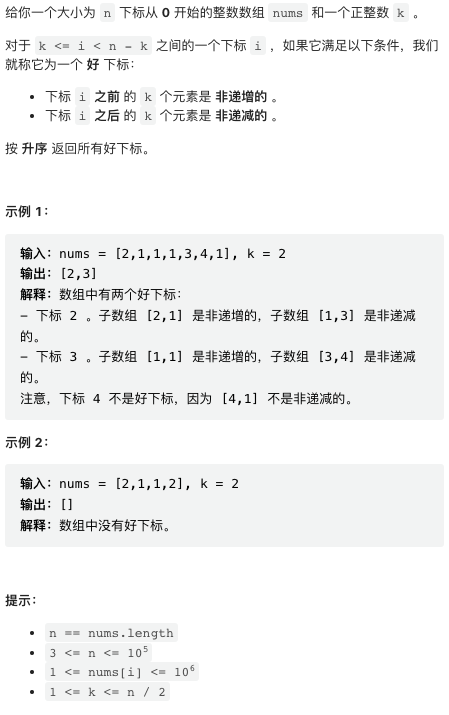 给你一个大小为 n 下标从 0 开始的整数数组 nums 和一个正整数 k 。
对于 k <= i < n - k 之间的一个下标 i ，如果它满足以下条件，我们
就称它为一个 好 下标：
• 下标 i 之前 的 k 个元素是 非递增的 。
• 下标 i 之后 的 k 个元素是 非递减的 。
按 升序 返回所有好下标。
示例 1：
输入：nums = [2,1,1,1,3,4,1], k = 2
输出：[2,3]
解释：数组中有两个好下标：
- 下标 2 。子数组 [2,1] 是非递增的，子数组 [1,3] 是非递减
的。
- 下标 3 。子数组 [1,1] 是非递增的，子数组 [3,4] 是非递减
的。
注意，下标 4 不是好下标，因为 [4,1] 不是非递减的。
示例 2：
输入：nums = [2,1,1,2], k = 2
输出：[]
解释：数组中没有好下标。
提示：
• n == nums.length
• 3 <= n <= 10⁵
• 1 <= nums[i] <= 10⁶
• 1 <= k <= n / 2